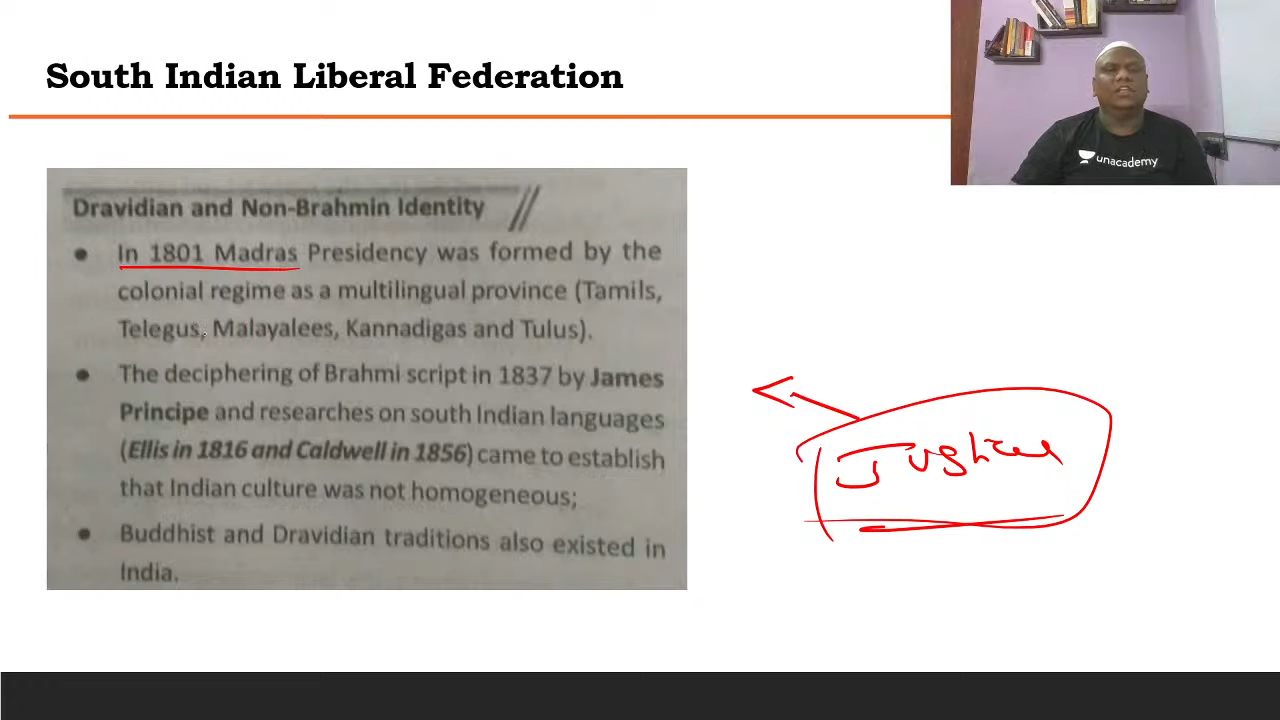 South Indian Liberal Federation
unacademy
Dravidian and Non-Brahmin Identity
• In 1801 Madras Presidency was formed by the
colonial regime as a multilingual province (Tamils,
Telegus, Malayalees, Kannadigas and Tulus).
• The deciphering of Brahmi script in 1837 by James
Principe and researches on south Indian languages
(Ellis in 1816 and Caldwell in 1856) came to establish
that Indian culture was not homogeneous;
• Buddhist and Dravidian traditions also existed in
India.
Justice